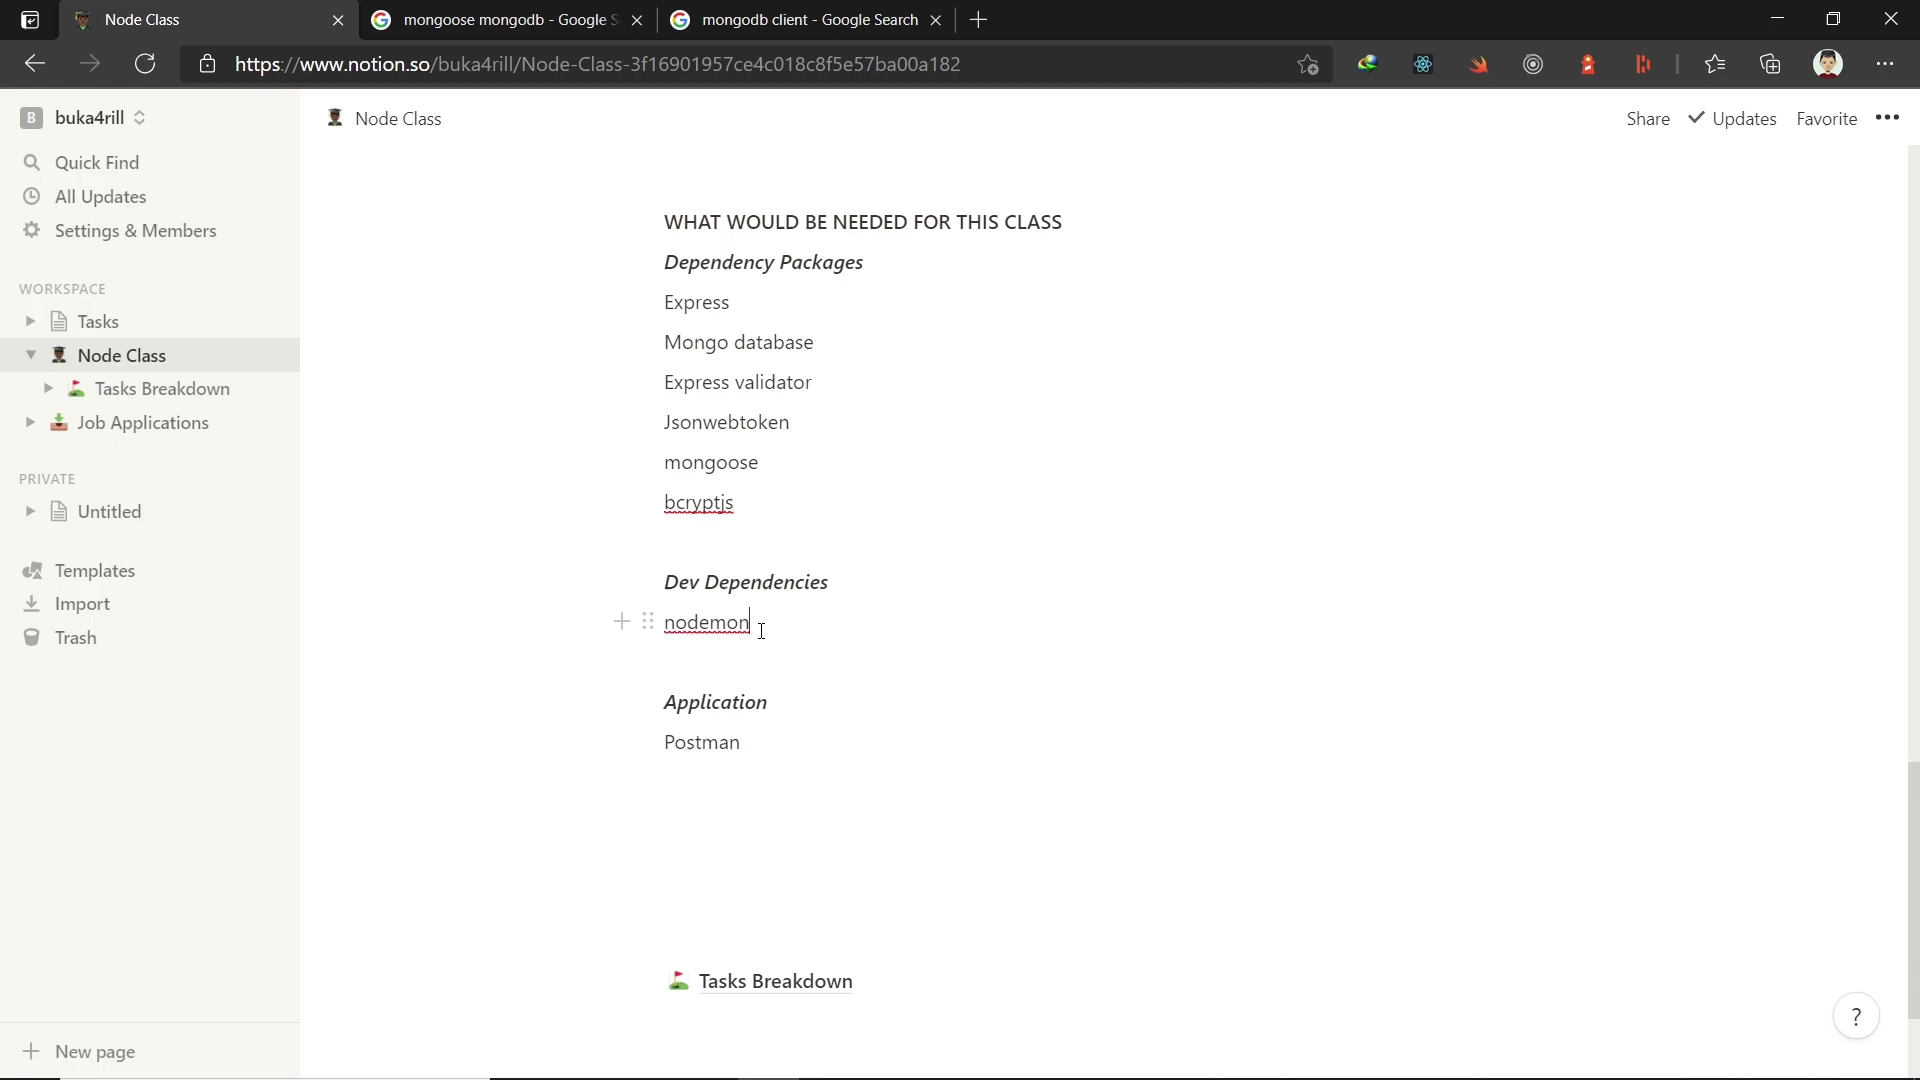 Node Class
mongoose mongodb - Google S
mongodb client - Google Search
https://www.notion.so/buka4rill/Node-Class-3f16901957ce4c018c8f5e57ba00a182
B buka4rill
Node Class
Share Updates Favorite
Quick Find
All Updates
Settings & Members
WORKSPACE
Tasks
Node Class
Tasks Breakdown
Job Applications
PRIVATE
Untitled
Templates
Import
Trash
New page
WHAT WOULD BE NEEDED FOR THIS CLASS
Dependency Packages
Express
Mongo database
Express validator
Jsonwebtoken
mongoose
bcryptjs
Dev Dependencies
nodemon
Application
Postman
Tasks Breakdown
?